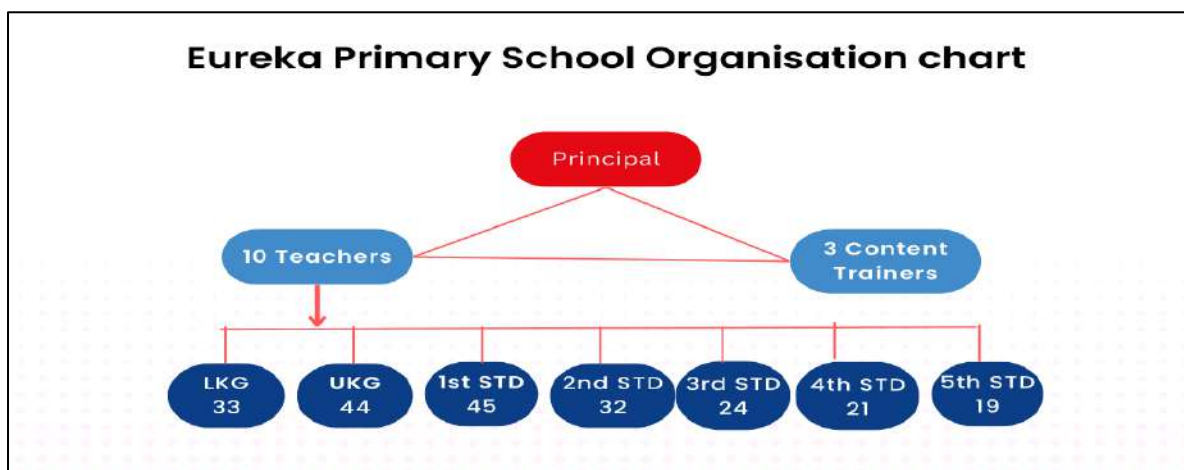 Eureka Primary School Organisation chart
Principal
10 Teachers
3 Content
Trainers
LKG
33
UKG
44
1st STD
45
2nd STD
32
3rd STD
24
4th STD
21
5th STD
19